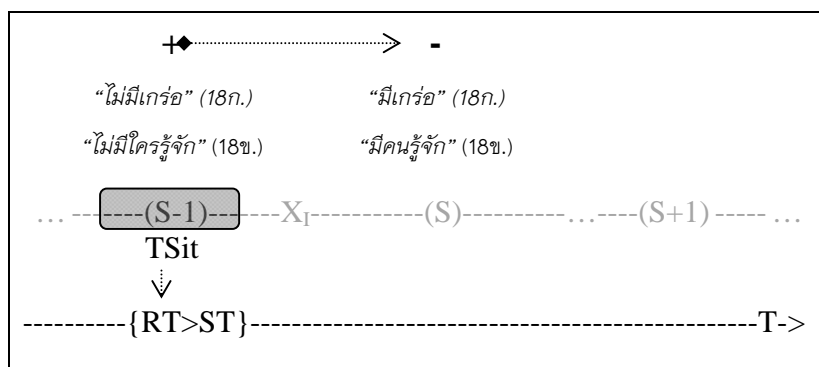 + -
“ไม่มีเกร่อ” (18ก.) “มีเกร่อ” (18ก.)
“ไม่มีใครรู้จัก” (18ข.) “มีคนรู้จัก” (18ข.)
… -------(S-1)--------X_I-----------(S)----------…----(S+1) ----- …
TSit
----------{RT>ST}--------------------------------------------------T->